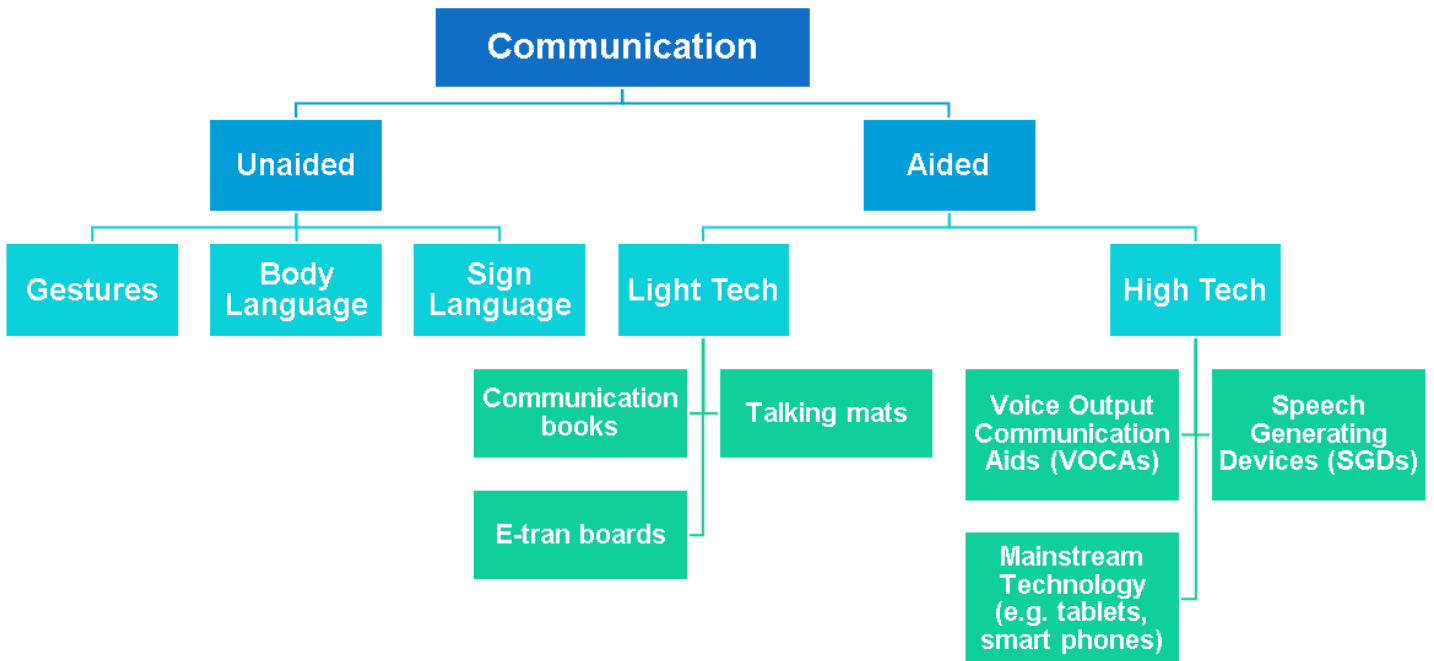 Communication
Unaided
Aided
Gestures
Body
Language
Sign
Language
Light Tech
High Tech
Communication
books
Talking mats
E-tran boards
Voice Output
Communication
Aids (VOCAs)
Speech
Generating
Devices (SGDs)
Mainstream
Technology
(e.g. tablets,
smart phones)